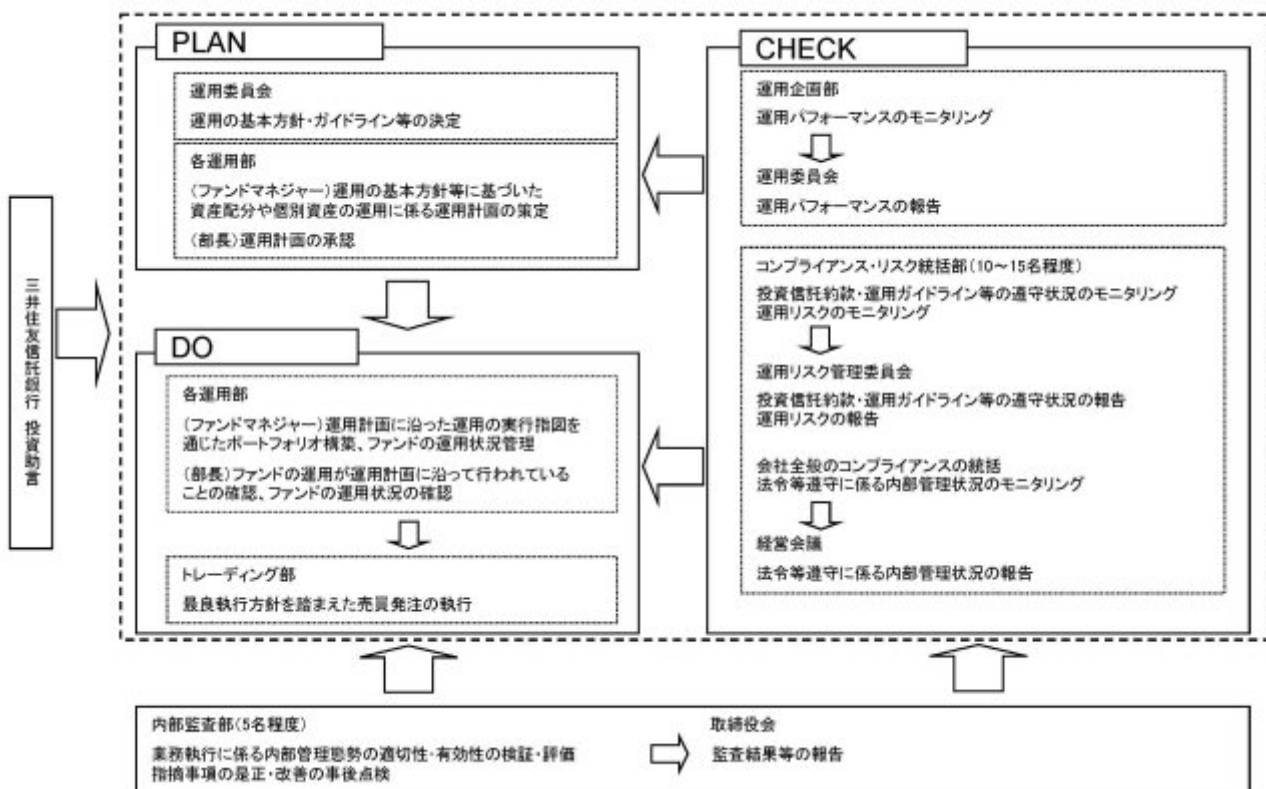 三井住友信託銀行 投資助言
PLAN
運用委員会
運用の基本方針・ガイドライン等の決定
各運用部
(ファンドマネジャー)運用の基本方針等に基づいた
資産配分や個別資産の運用に係る運用計画の策定
(部長)運用計画の承認
DO
各運用部
(ファンドマネジャー)運用計画に沿った運用の実行指図を
通じたポートフォリオ構築、ファンドの運用状況管理
(部長)ファンドの運用が運用計画に沿って行われている
ことの確認、ファンドの運用状況の確認
トレーディング部
最良執行方針を踏まえた売買発注の執行
CHECK
運用企画部
運用パフォーマンスのモニタリング
運用委員会
運用パフォーマンスの報告
コンプライアンス・リスク統括部(10～15名程度)
投資信託約款・運用ガイドライン等の遵守状況のモニタリング
運用リスクのモニタリング
運用リスク管理委員会
投資信託約款・運用ガイドライン等の遵守状況の報告
運用リスクの報告
会社全般のコンプライアンスの統括
法令等遵守に係る内部管理状況のモニタリング
経営会議
法令等遵守に係る内部管理状況の報告
内部監査部(5名程度)
業務執行に係る内部管理態勢の適切性・有効性の検証・評価
指摘事項の是正・改善の事後点検
取締役会
監査結果等の報告